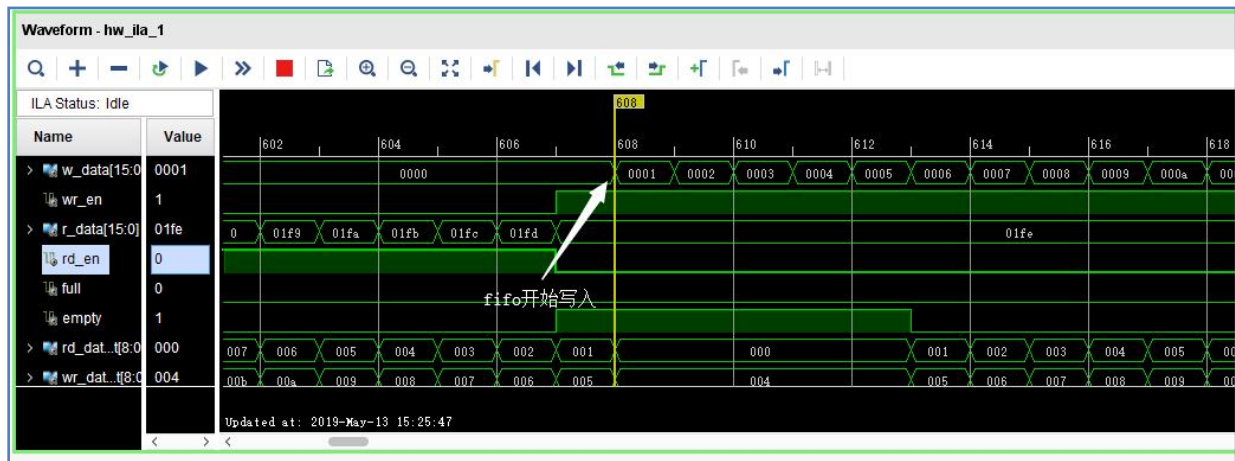 Waveform - hw_ila_1
ILA Status: Idle
608
Name Value
602 604 606 608 610 612 614 616 618
w_data[15:0 0001 0000 0001 0002 0003 0004 0005 0006 0007 0008 0009 000a 00
wr_en 1
r_data[15:0] 01fe 0 01f9 01fa 01fb 01fc 01fd 01fe
rd_en 0
full 0
fifo开始写入
empty 1
rd_dat...t[8:0 000 007 006 005 004 003 002 001 000 001 002 003 004 005 00
wr_dat...t[8:0 004 00b 00a 009 008 007 006 005 004 005 006 007 008 009 00
Updated at: 2019-May-13 15:25:47